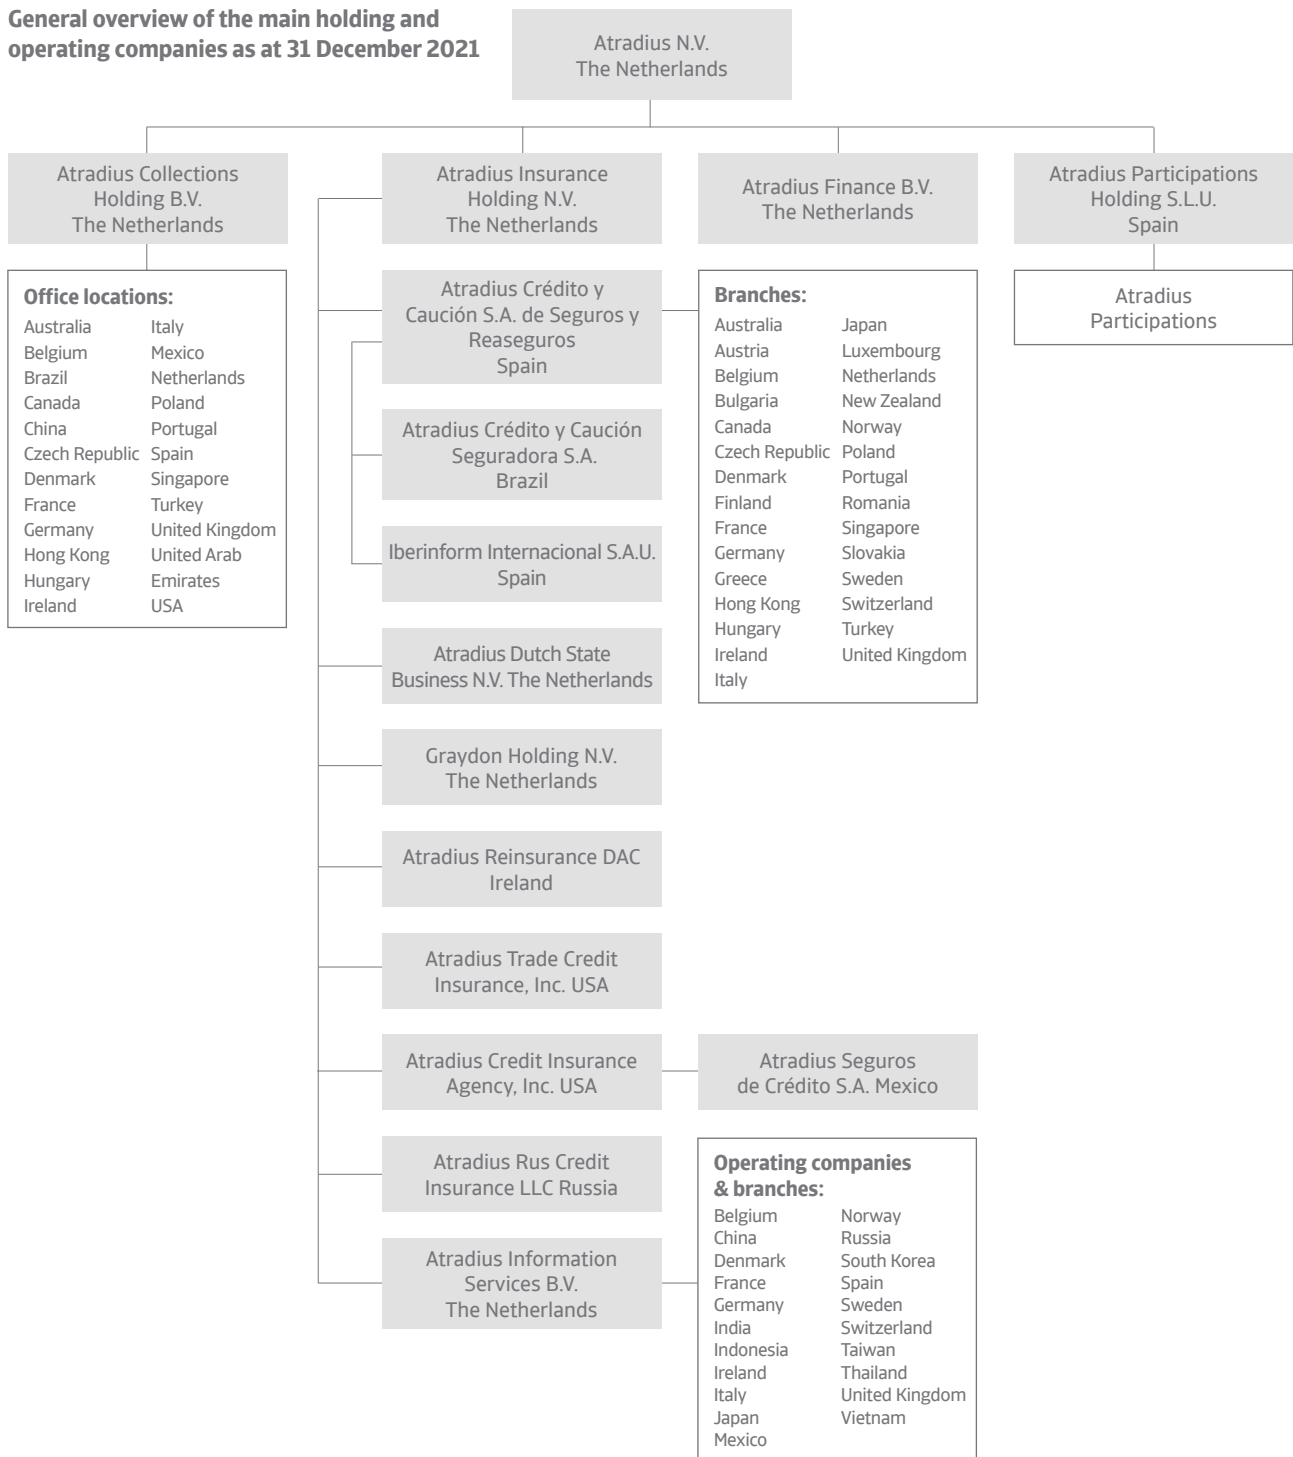 General overview of the main holding and
operating companies as at 31 December 2021
Atradius N.V.
The Netherlands
Atradius Collections
Holding B.V.
The Netherlands
Atradius Insurance
Holding N.V.
The Netherlands
Atradius Finance B.V.
The Netherlands
Atradius Participations
Holding S.L.U.
Spain
Office locations:
Australia
Belgium
Brazil
Canada
China
Czech Republic
Denmark
France
Germany
Hong Kong
Hungary
Ireland
Italy
Mexico
Netherlands
Poland
Portugal
Spain
Singapore
Turkey
United Kingdom
United Arab
Emirates
USA
Atradius Crédito y
Caución S.A. de Seguros y
Reaseguros
Spain
Branches:
Australia
Austria
Belgium
Bulgaria
Canada
Czech Republic
Denmark
Finland
France
Germany
Greece
Hong Kong
Hungary
Ireland
Italy
Japan
Luxembourg
Netherlands
New Zealand
Norway
Poland
Portugal
Romania
Singapore
Slovakia
Sweden
Switzerland
Turkey
United Kingdom
Atradius
Participations
Atradius Crédito y Caución
Seguradora S.A.
Brazil
Iberinform Internacional S.A.U.
Spain
Atradius Dutch State
Business N.V. The Netherlands
Graydon Holding N.V.
The Netherlands
Atradius Reinsurance DAC
Ireland
Atradius Trade Credit
Insurance, Inc. USA
Atradius Credit Insurance
Agency, Inc. USA
Atradius Seguros
de Crédito S.A. Mexico
Atradius Rus Credit
Insurance LLC Russia
Atradius Information
Services B.V.
The Netherlands
Operating companies
& branches:
Belgium
China
Denmark
France
Germany
India
Indonesia
Ireland
Italy
Japan
Mexico
Norway
Russia
South Korea
Spain
Sweden
Switzerland
Taiwan
Thailand
United Kingdom
Vietnam